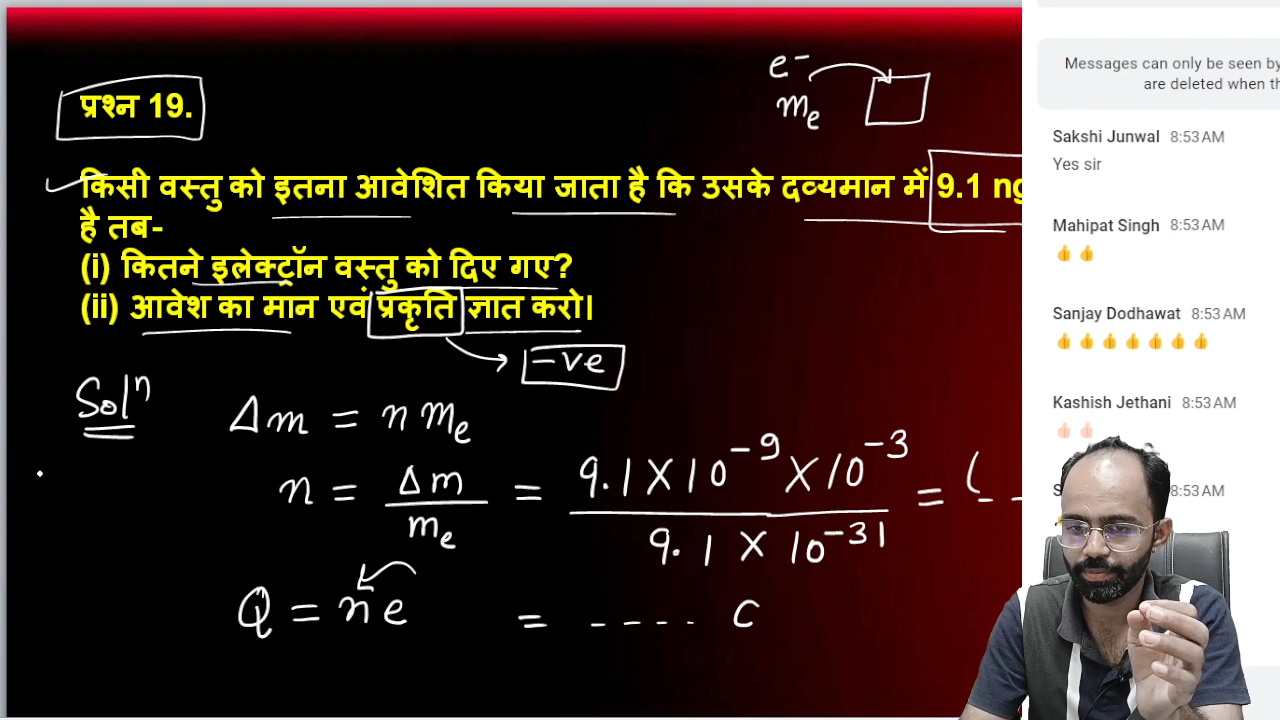 e⁻
mₑ
प्रश्न 19.
किसी वस्तु को इतना आवेशित किया जाता है कि उसके दव्यमान में 9.1 ng
है तब-
(i) कितने इलेक्ट्रॉन वस्तु को दिए गए?
(ii) आवेश का मान एवं प्रकृति ज्ञात करो।
-ve
Solⁿ
Δm = n mₑ
n = Δm / mₑ = 9.1 X 10⁻⁹ X 10⁻³ / 9.1 X 10⁻³¹ = (- -
Q = ne = ---- C
Messages can only be seen by
are deleted when th
Sakshi Junwal 8:53 AM
Yes sir
Mahipat Singh 8:53 AM
👍👍
Sanjay Dodhawat 8:53 AM
👍👍👍👍👍👍👍
Kashish Jethani 8:53 AM
👍👍
S 8:53 AM